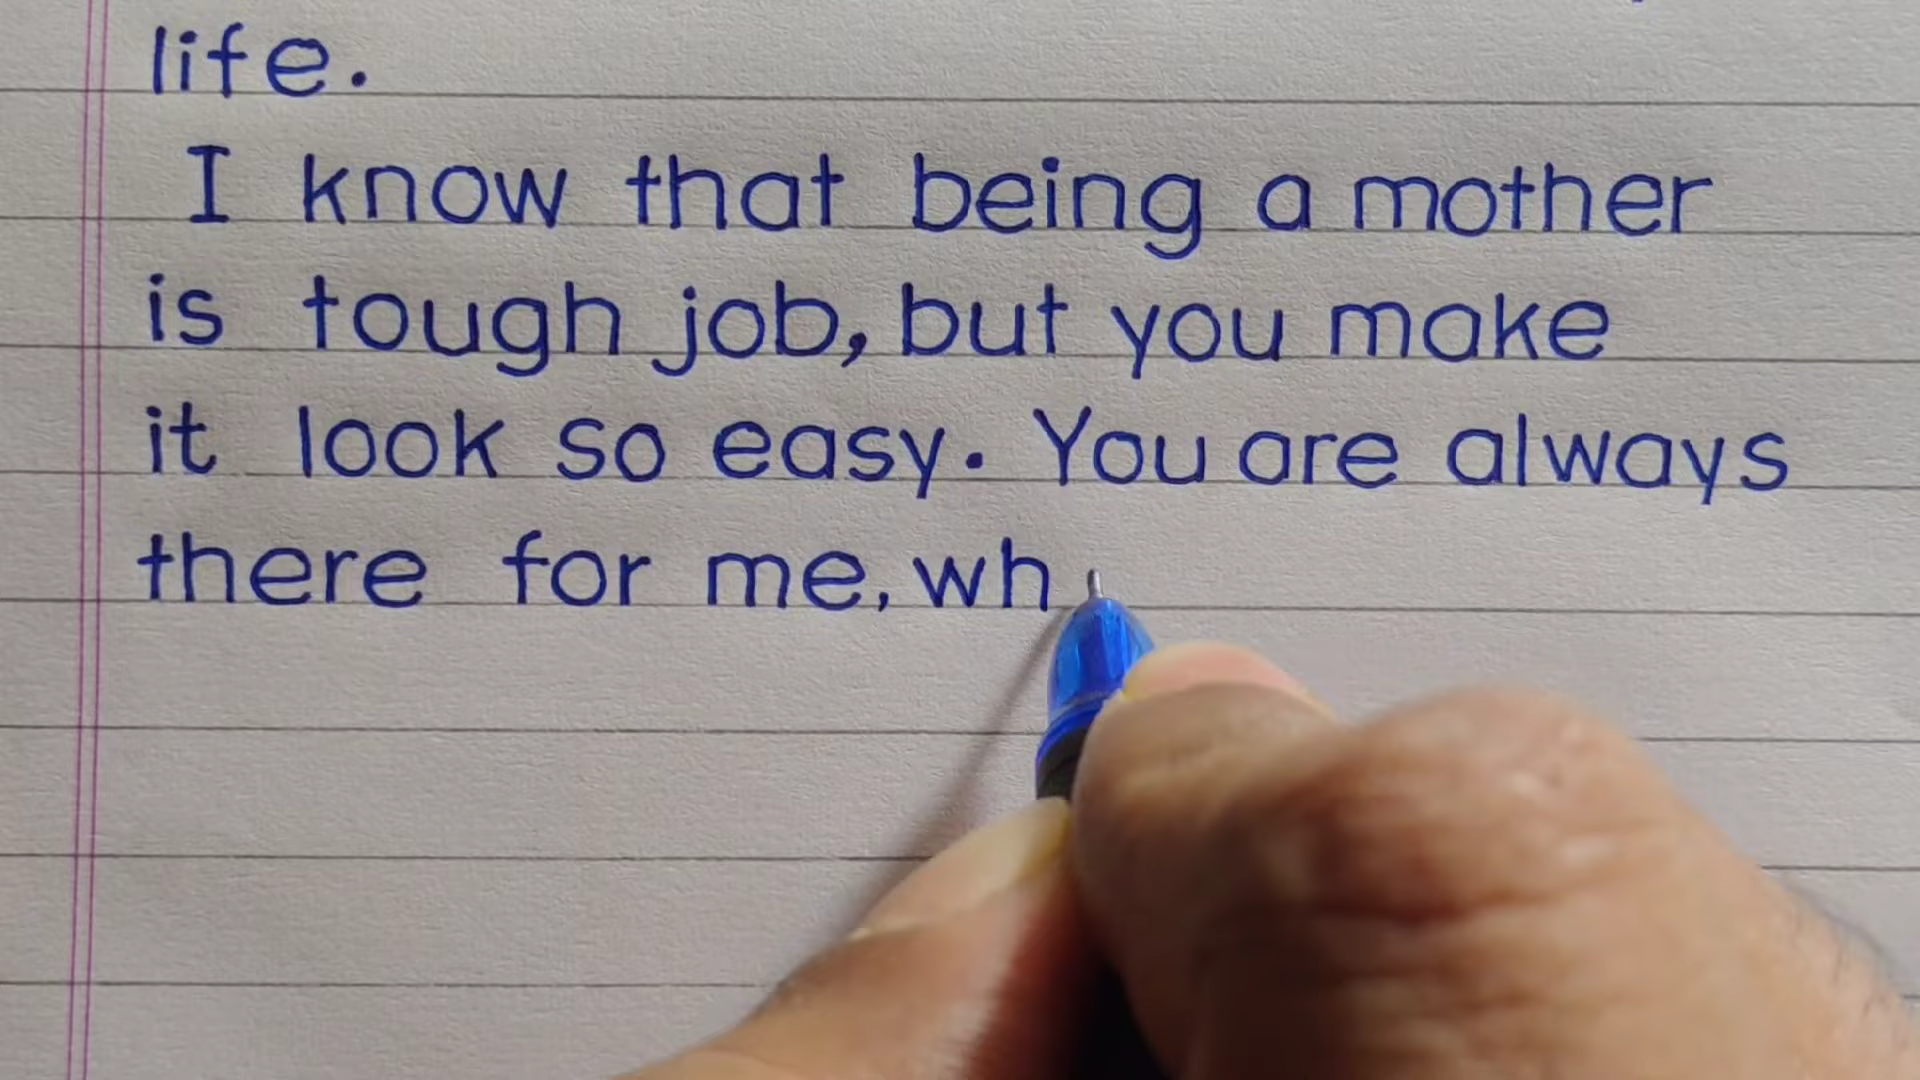 life.
I know that being a mother
is tough job, but you make
it look so easy. You are always
there for me, wh